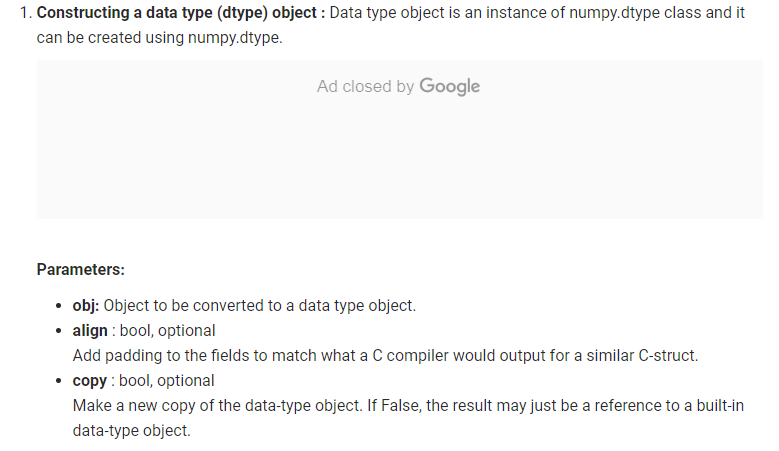 1. Constructing a data type (dtype) object : Data type object is an instance of numpy.dtype class and it
can be created using numpy.dtype.
Ad closed by Google
Parameters:
• obj: Object to be converted to a data type object.
• align : bool, optional
Add padding to the fields to match what a C compiler would output for a similar C-struct.
• copy : bool, optional
Make a new copy of the data-type object. If False, the result may just be a reference to a built-in
data-type object.